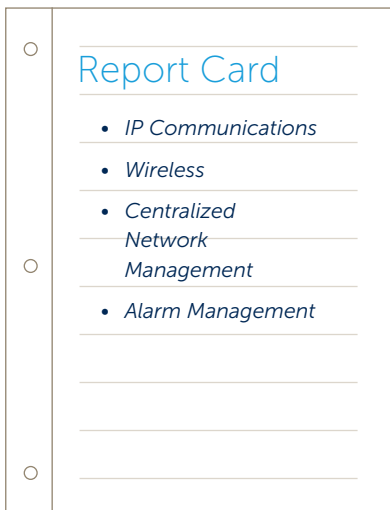 Report Card
• IP Communications
• Wireless
• Centralized
Network
Management
• Alarm Management